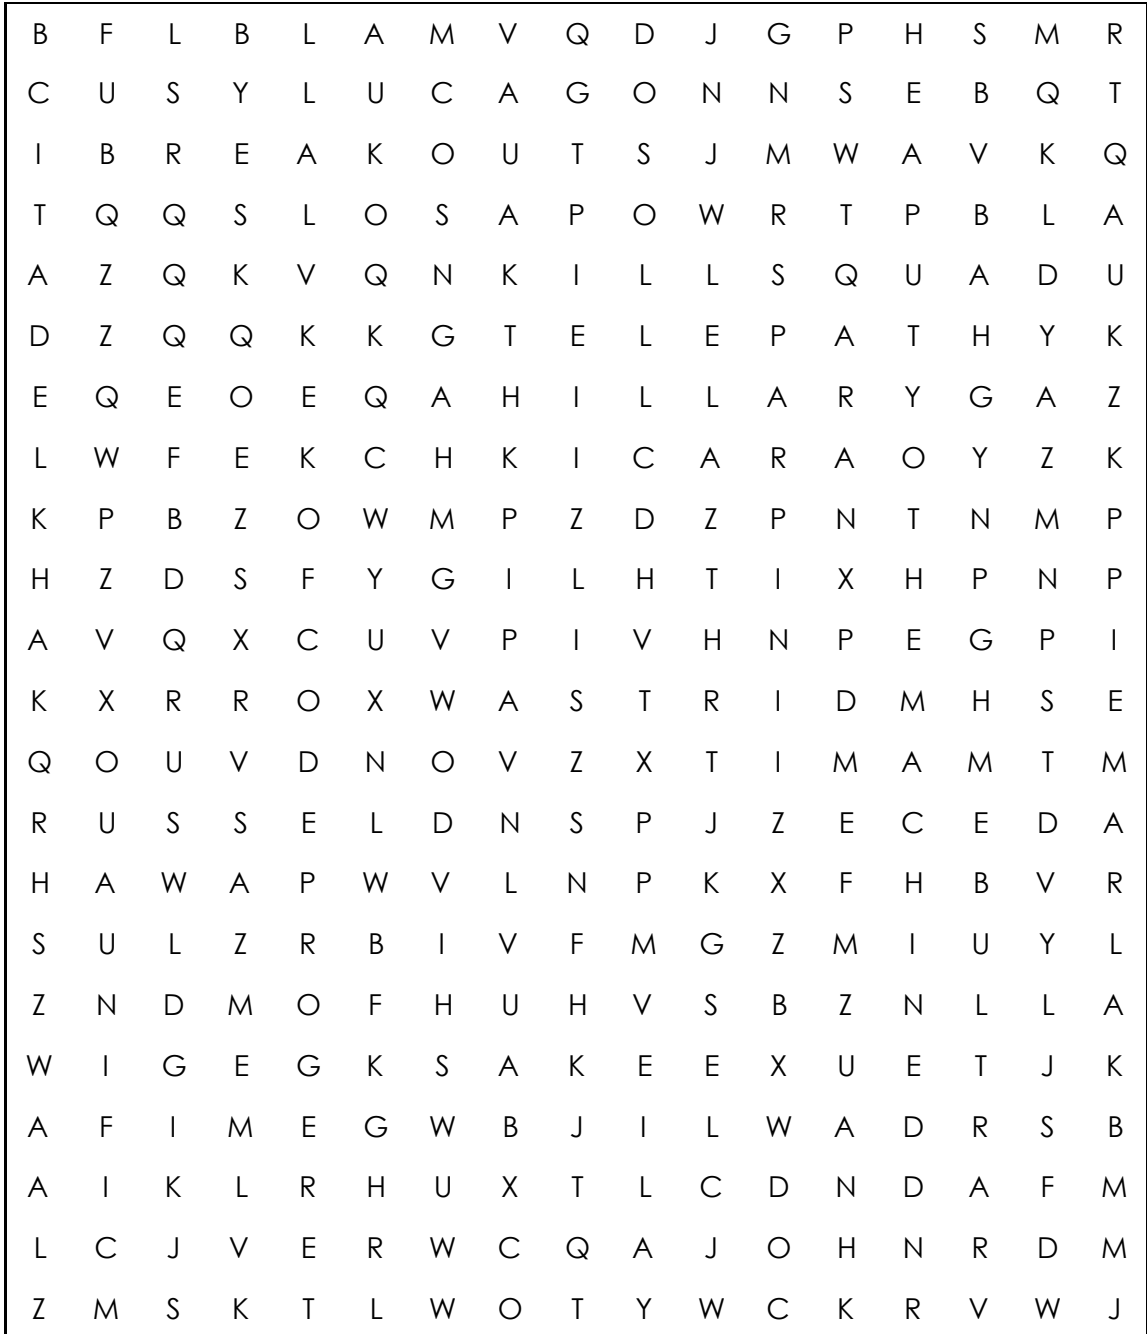 B F L B L A M V Q D J G P H S M R
C U S Y L U C A G O N N S E B Q T
I B R E A K O U T S J M W A V K Q
T Q Q S L O S A P O W R T P B L A
A Z Q K V Q N K I L L S Q U A D U
D Z Q Q K K G T E L E P A T H Y K
E Q E O E Q A H I L L A R Y G A Z
L W F E K C H K I C A R A O Y Z K
K P B Z O W M P Z D Z P N T N M P
H Z D S F Y G I L H T I X H P N P
A V Q X C U V P I V H N P E G P I
K X R R O X W A S T R I D M H S E
Q O U V D N O V Z X T I M A M T M
R U S S E L D N S P J Z E C E D A
H A W A P W V L N P K X F H B V R
S U L Z R B I V F M G Z M I U Y L
Z N D M O F H U H V S B Z N L L A
W I G E G K S A K E E X U E T J K
A F I M E G W B J I L W A D R S B
A I K L R H U X T L C D N D A F M
L C J V E R W C Q A J O H N R D M
Z M S K T L W O T Y W C K R V W J